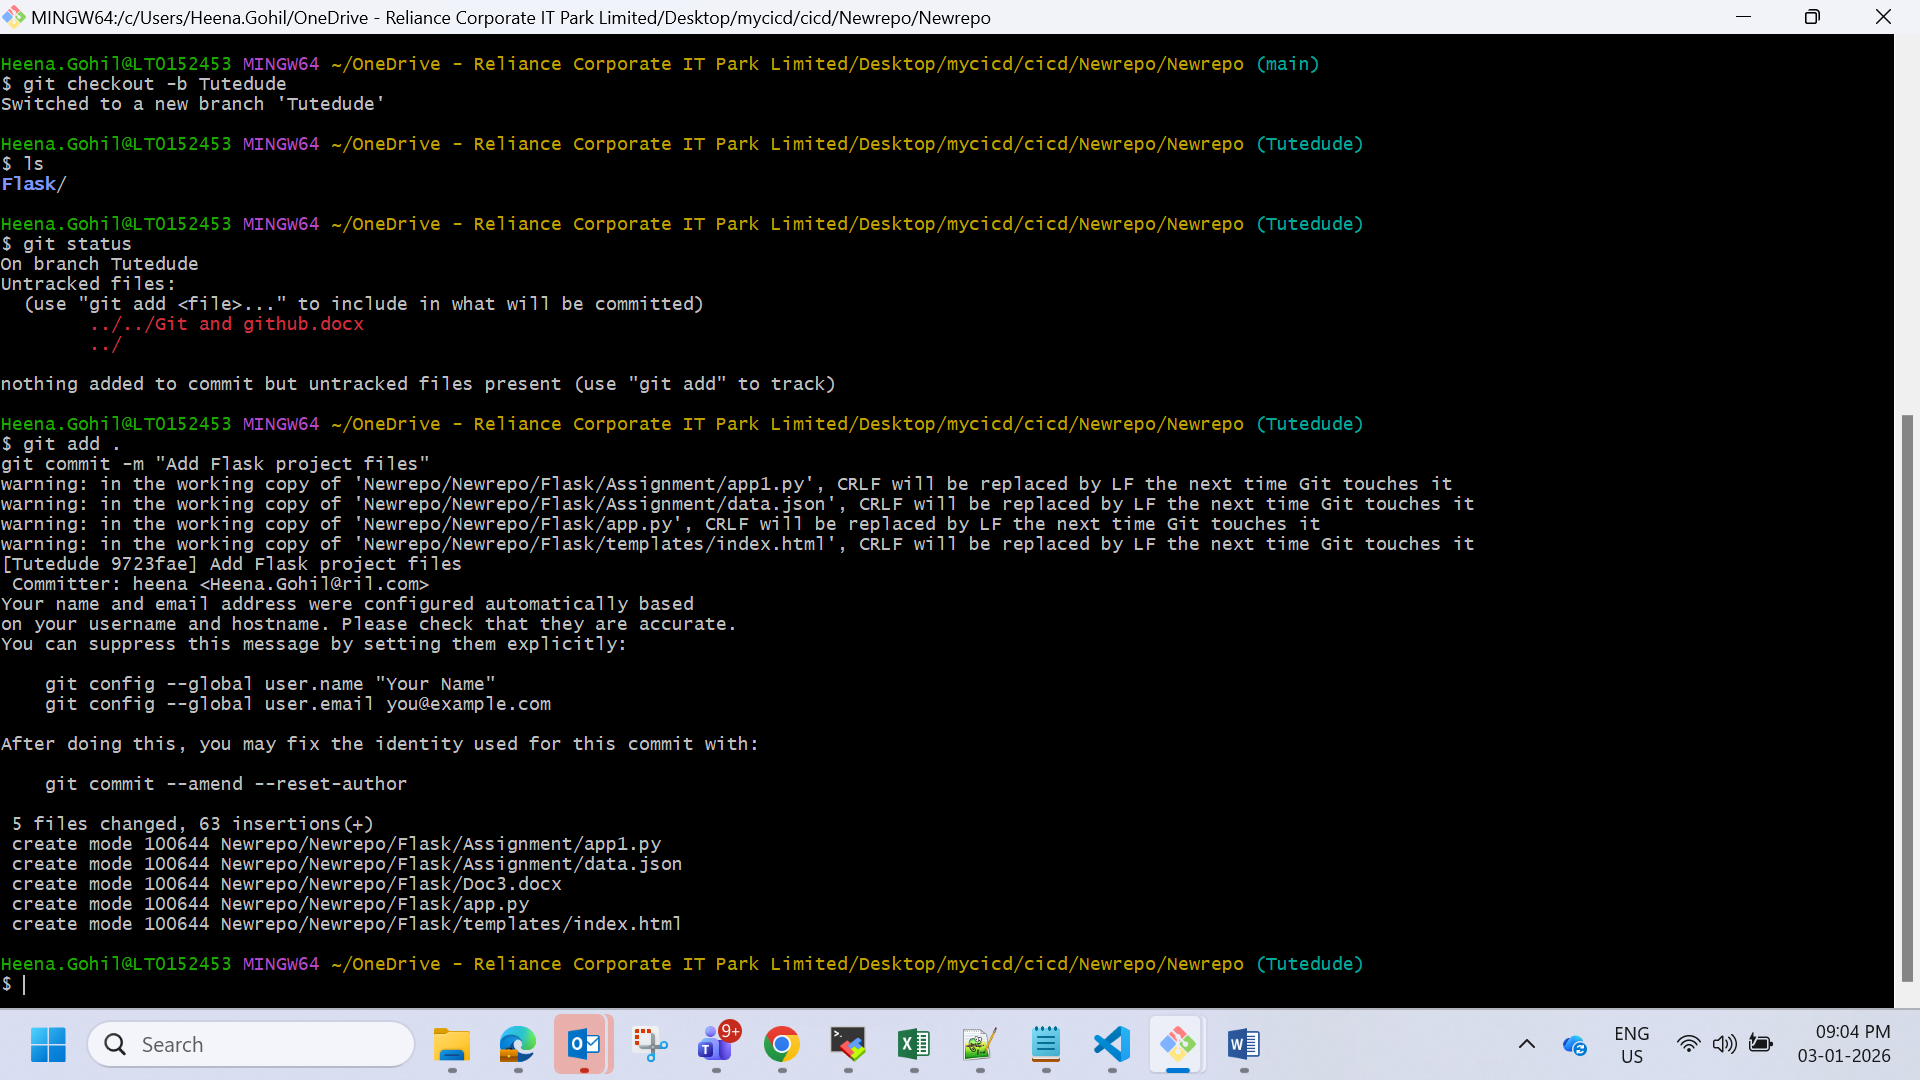 MINGW64:/c/Users/Heena.Gohil/OneDrive - Reliance Corporate IT Park Limited/Desktop/mycicd/cicd/Newrepo/Newrepo
Heena.Gohil@LT0152453 MINGW64 ~/OneDrive - Reliance Corporate IT Park Limited/Desktop/mycicd/cicd/Newrepo/Newrepo (main)
$ git checkout -b Tutedude
Switched to a new branch 'Tutedude'
Heena.Gohil@LT0152453 MINGW64 ~/OneDrive - Reliance Corporate IT Park Limited/Desktop/mycicd/cicd/Newrepo/Newrepo (Tutedude)
$ ls
Flask/
Heena.Gohil@LT0152453 MINGW64 ~/OneDrive - Reliance Corporate IT Park Limited/Desktop/mycicd/cicd/Newrepo/Newrepo (Tutedude)
$ git status
On branch Tutedude
Untracked files:
  (use "git add <file>..." to include in what will be committed)
        ../../Git and github.docx
        ../
nothing added to commit but untracked files present (use "git add" to track)
Heena.Gohil@LT0152453 MINGW64 ~/OneDrive - Reliance Corporate IT Park Limited/Desktop/mycicd/cicd/Newrepo/Newrepo (Tutedude)
$ git add .
git commit -m "Add Flask project files"
warning: in the working copy of 'Newrepo/Newrepo/Flask/Assignment/app1.py', CRLF will be replaced by LF the next time Git touches it
warning: in the working copy of 'Newrepo/Newrepo/Flask/Assignment/data.json', CRLF will be replaced by LF the next time Git touches it
warning: in the working copy of 'Newrepo/Newrepo/Flask/app.py', CRLF will be replaced by LF the next time Git touches it
warning: in the working copy of 'Newrepo/Newrepo/Flask/templates/index.html', CRLF will be replaced by LF the next time Git touches it
[Tutedude 9723fae] Add Flask project files
 Committer: heena <Heena.Gohil@ril.com>
Your name and email address were configured automatically based
on your username and hostname. Please check that they are accurate.
You can suppress this message by setting them explicitly:
    git config --global user.name "Your Name"
    git config --global user.email you@example.com
After doing this, you may fix the identity used for this commit with:
    git commit --amend --reset-author
 5 files changed, 63 insertions(+)
 create mode 100644 Newrepo/Newrepo/Flask/Assignment/app1.py
 create mode 100644 Newrepo/Newrepo/Flask/Assignment/data.json
 create mode 100644 Newrepo/Newrepo/Flask/Doc3.docx
 create mode 100644 Newrepo/Newrepo/Flask/app.py
 create mode 100644 Newrepo/Newrepo/Flask/templates/index.html
Heena.Gohil@LT0152453 MINGW64 ~/OneDrive - Reliance Corporate IT Park Limited/Desktop/mycicd/cicd/Newrepo/Newrepo (Tutedude)
$
Search
9+
ENG
US
09:04 PM
03-01-2026